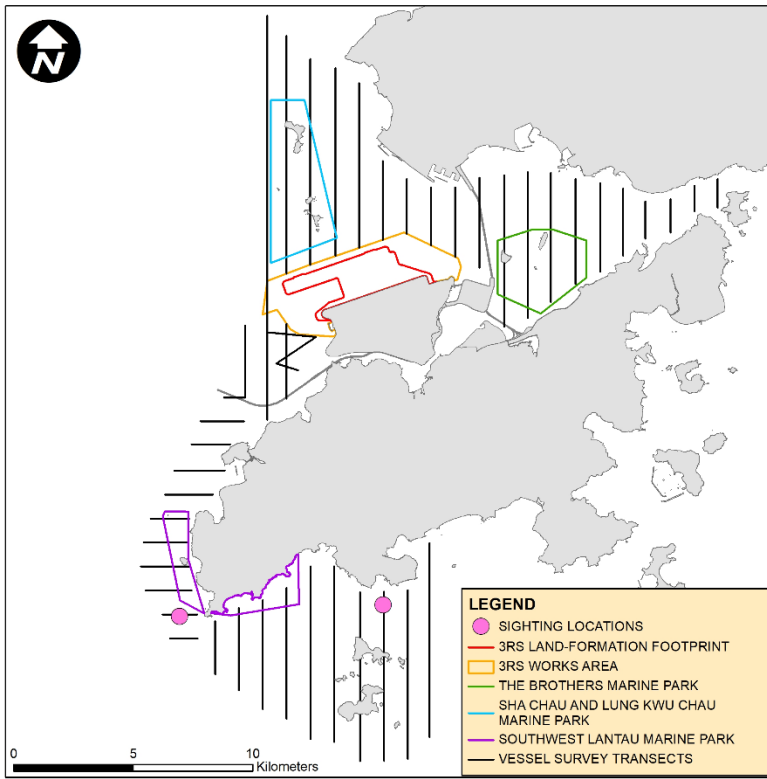 N
LEGEND
SIGHTING LOCATIONS
3RS LAND-FORMATION FOOTPRINT
3RS WORKS AREA
THE BROTHERS MARINE PARK
SHA CHAU AND LUNG KWU CHAU
MARINE PARK
SOUTHWEST LANTAU MARINE PARK
VESSEL SURVEY TRANSECTS
0 5 10
Kilometers